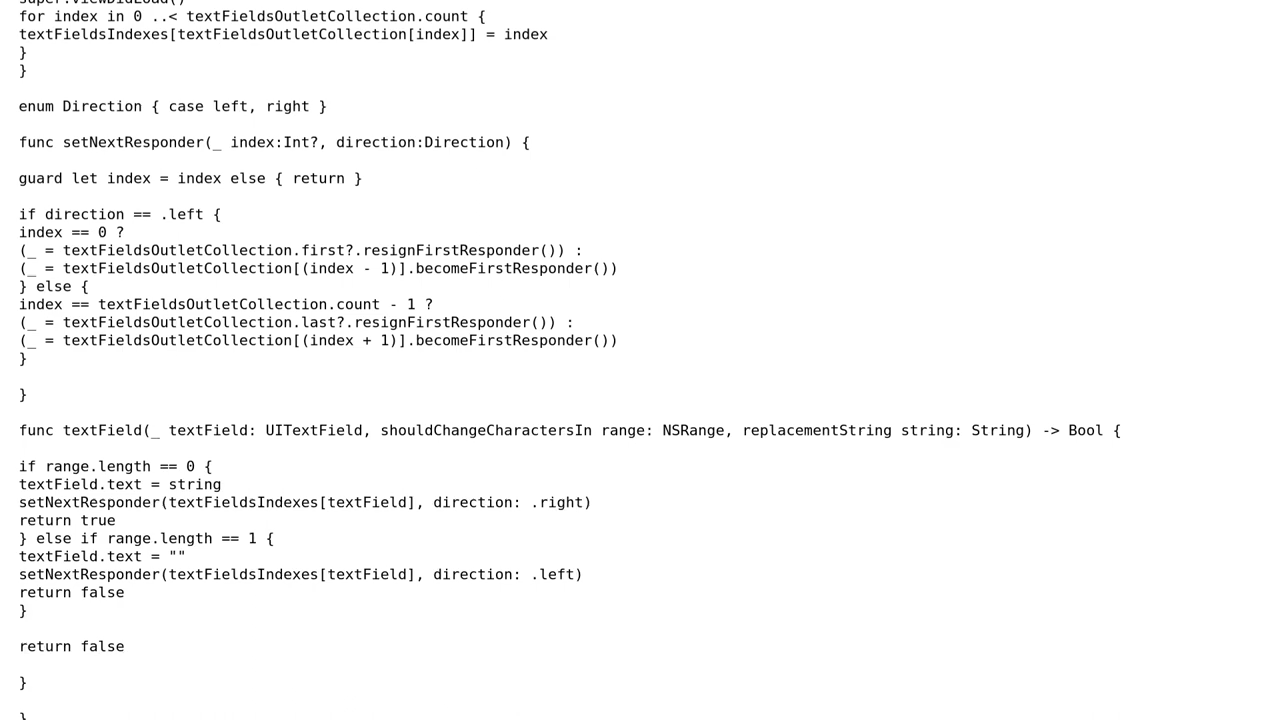 super.viewDidLoad()
for index in 0 ..< textFieldsOutletCollection.count {
textFieldsIndexes[textFieldsOutletCollection[index]] = index
}
}
enum Direction { case left, right }
func setNextResponder(_ index:Int?, direction:Direction) {
guard let index = index else { return }
if direction == .left {
index == 0 ?
(_ = textFieldsOutletCollection.first?.resignFirstResponder()) :
(_ = textFieldsOutletCollection[(index - 1)].becomeFirstResponder())
} else {
index == textFieldsOutletCollection.count - 1 ?
(_ = textFieldsOutletCollection.last?.resignFirstResponder()) :
(_ = textFieldsOutletCollection[(index + 1)].becomeFirstResponder())
}
}
func textField(_ textField: UITextField, shouldChangeCharactersIn range: NSRange, replacementString string: String) -> Bool {
if range.length == 0 {
textField.text = string
setNextResponder(textFieldsIndexes[textField], direction: .right)
return true
} else if range.length == 1 {
textField.text = ""
setNextResponder(textFieldsIndexes[textField], direction: .left)
return false
}
return false
}
}